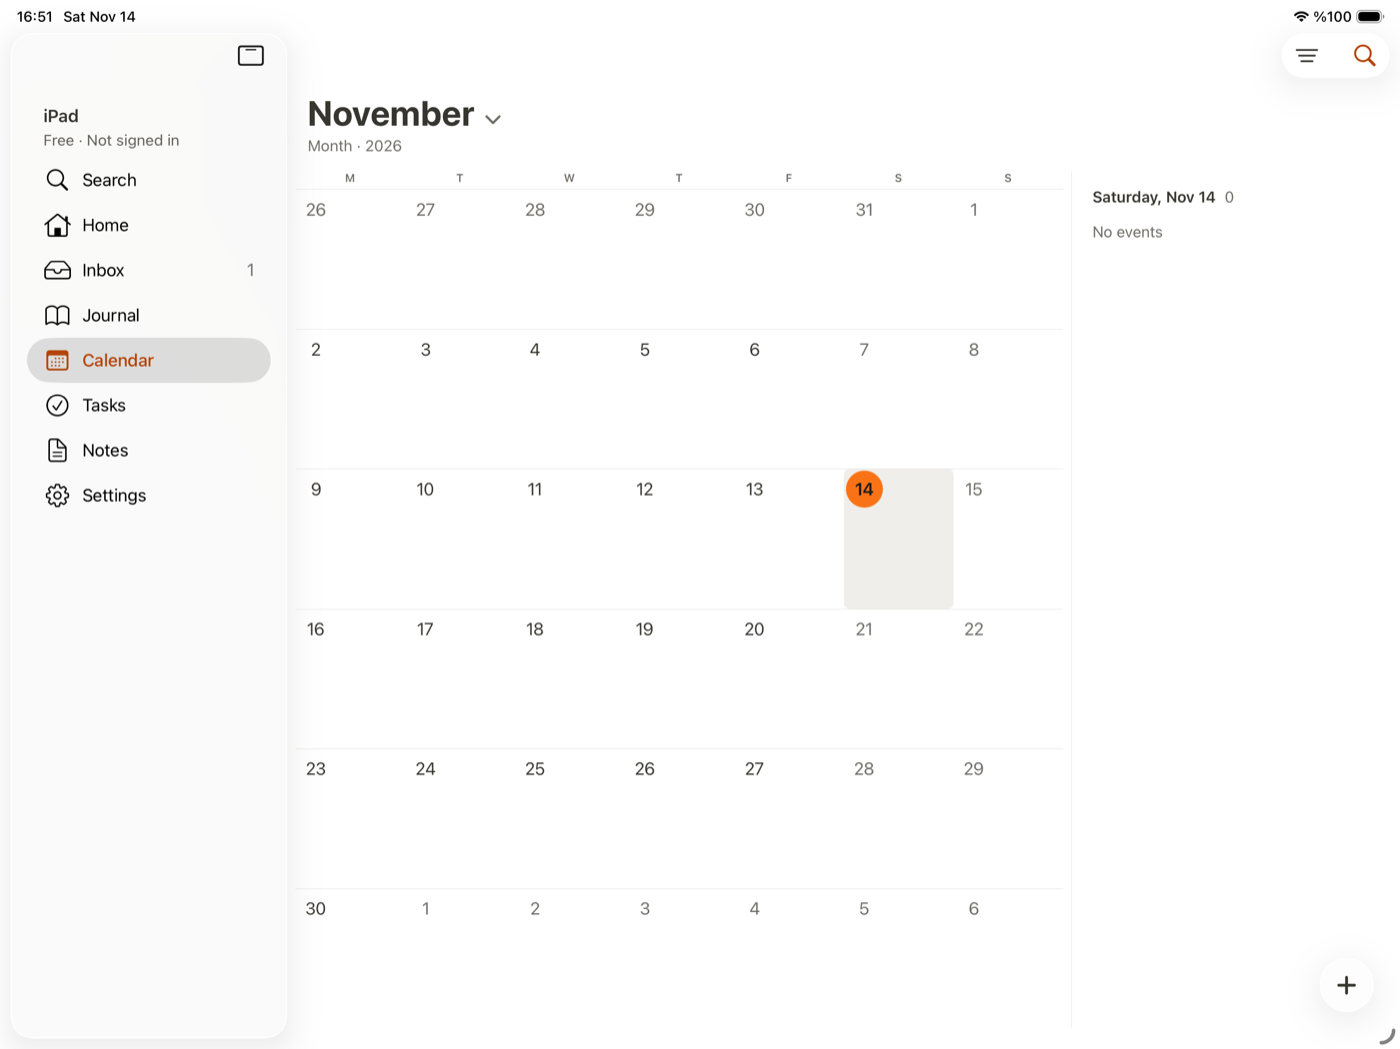 16:51 Sat Nov 14
%100
iPad
Free · Not signed in
Search
Home
Inbox 1
Journal
Calendar
Tasks
Notes
Settings
November
Month · 2026
M T W T F S S
26 27 28 29 30 31 1
2 3 4 5 6 7 8
9 10 11 12 13 14 15
16 17 18 19 20 21 22
23 24 25 26 27 28 29
30 1 2 3 4 5 6
Saturday, Nov 14 0
No events